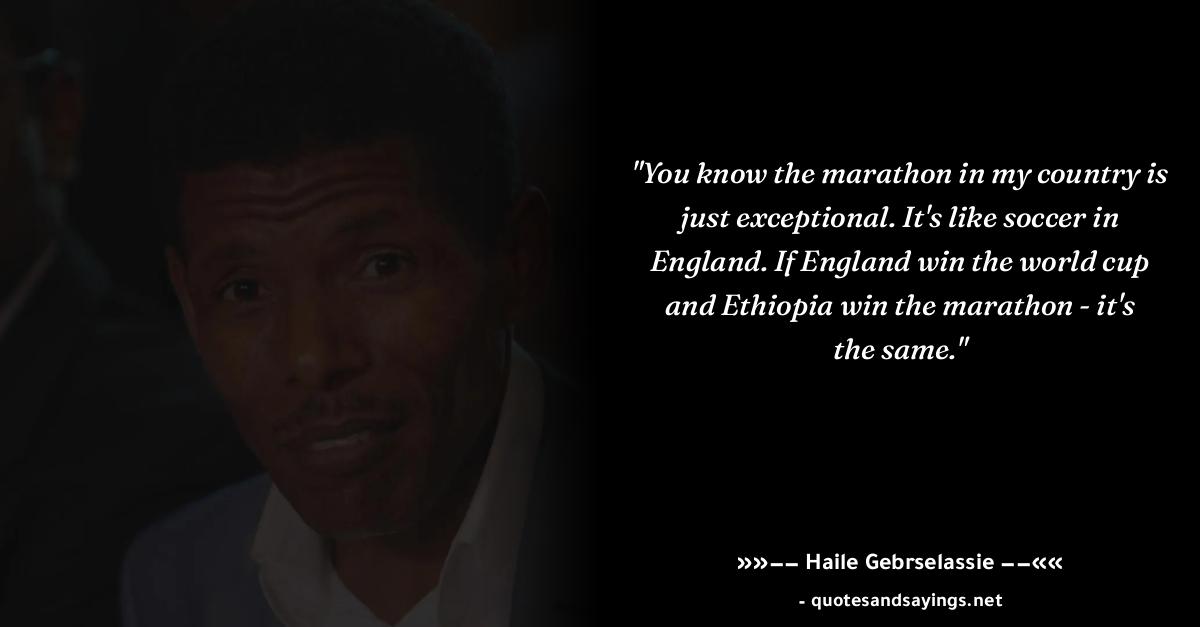 "You know the marathon in my country is
just exceptional. It's like soccer in
England. If England win the world cup
and Ethiopia win the marathon - it's
the same."
»»−− Haile Gebrselassie −−««
- quotesandsayings.net